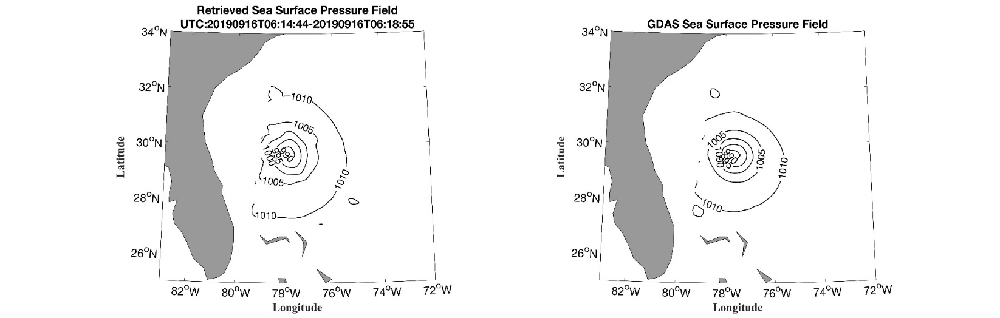 Retrieved Sea Surface Pressure Field
UTC:20190916T06:14:44-20190916T06:18:55
34°N
32°N
30°N
28°N
26°N
Latitude
1010
1005
1000
995
990
1005
1010
1010
82°W 80°W 78°W 76°W 74°W 72°W
Longitude
GDAS Sea Surface Pressure Field
34°N
32°N
30°N
28°N
26°N
Latitude
1005
1000
1005
1010
1010
82°W 80°W 78°W 76°W 74°W 72°W
Longitude